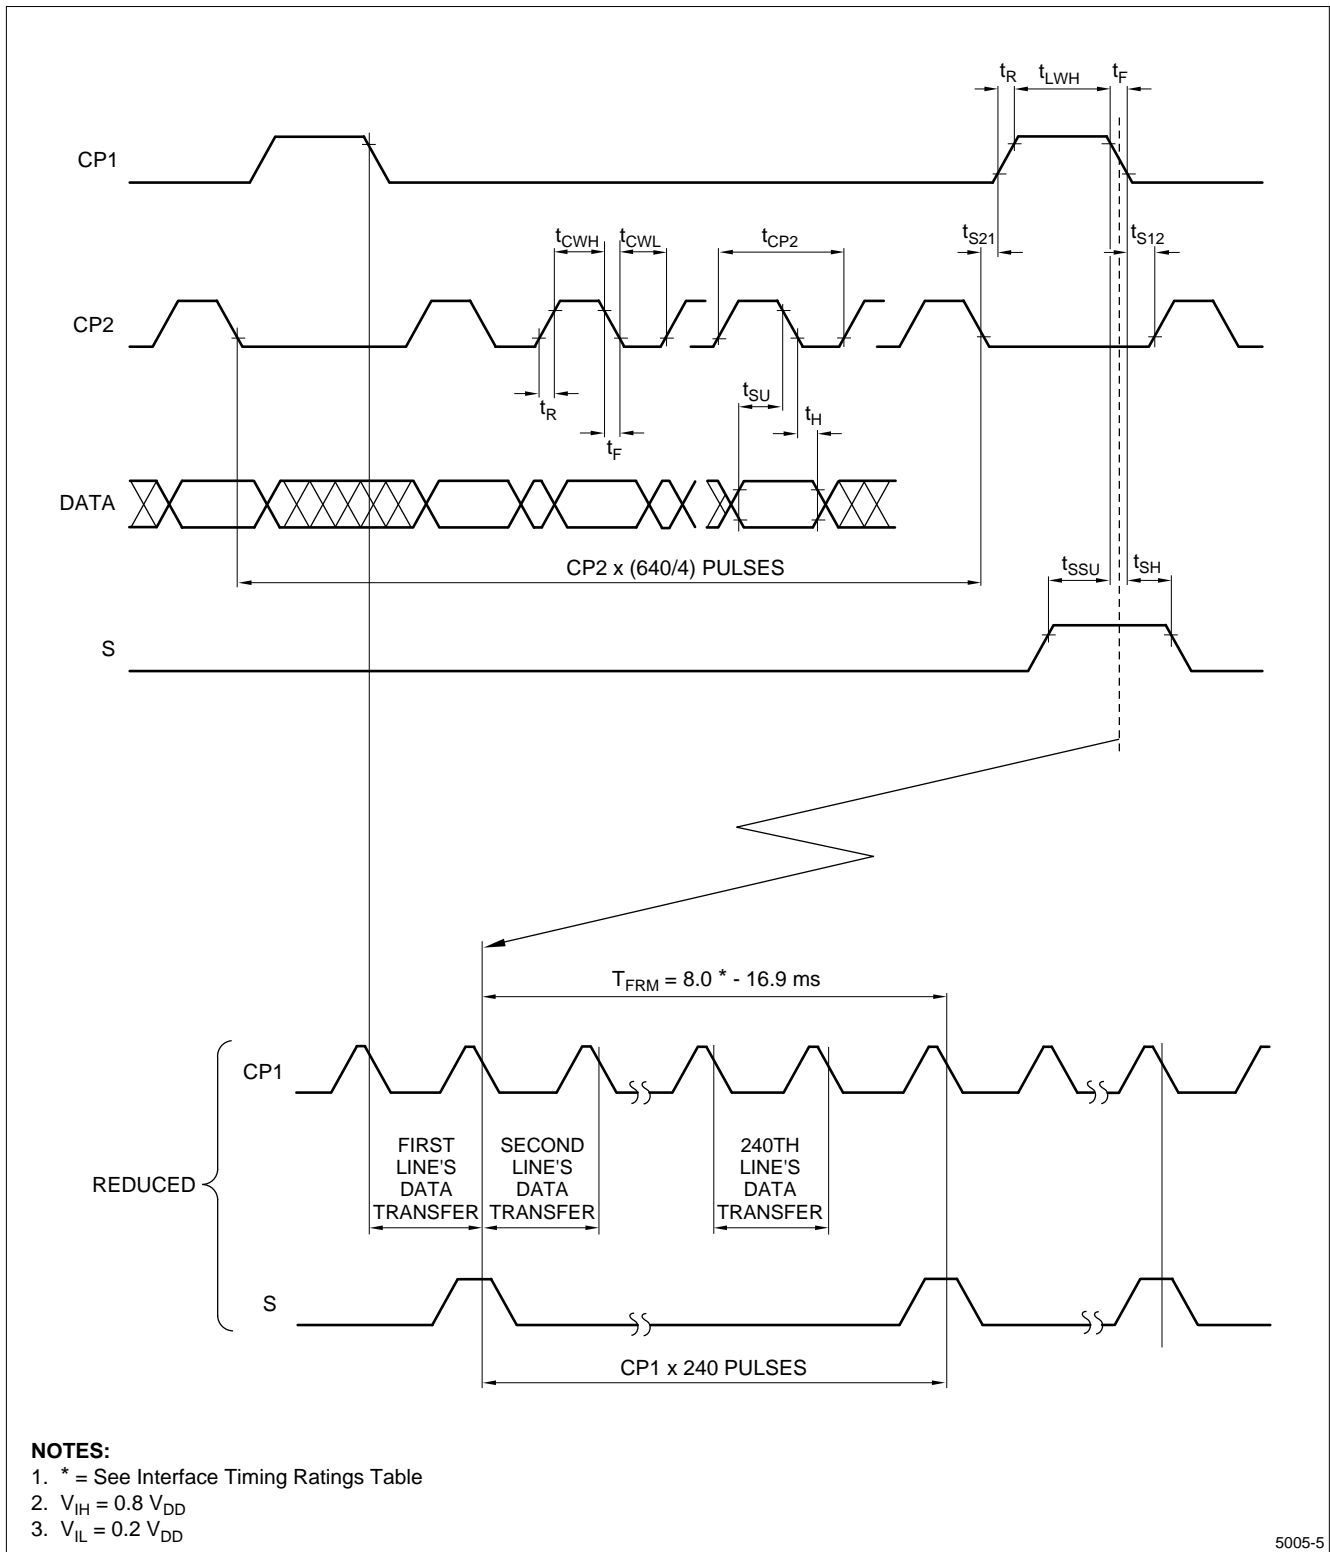 tR tLWH tF
CP1
tCWH tCWL tCP2 tS21 tS12
CP2
tR tF tSU tH
DATA
CP2 x (640/4) PULSES
tSSU tSH
S
TFRM = 8.0 * - 16.9 ms
CP1
REDUCED
FIRST
LINE'S
DATA
TRANSFER
SECOND
LINE'S
DATA
TRANSFER
240TH
LINE'S
DATA
TRANSFER
S
CP1 x 240 PULSES
NOTES:
1. * = See Interface Timing Ratings Table
2. VIH = 0.8 VDD
3. VIL = 0.2 VDD
5005-5